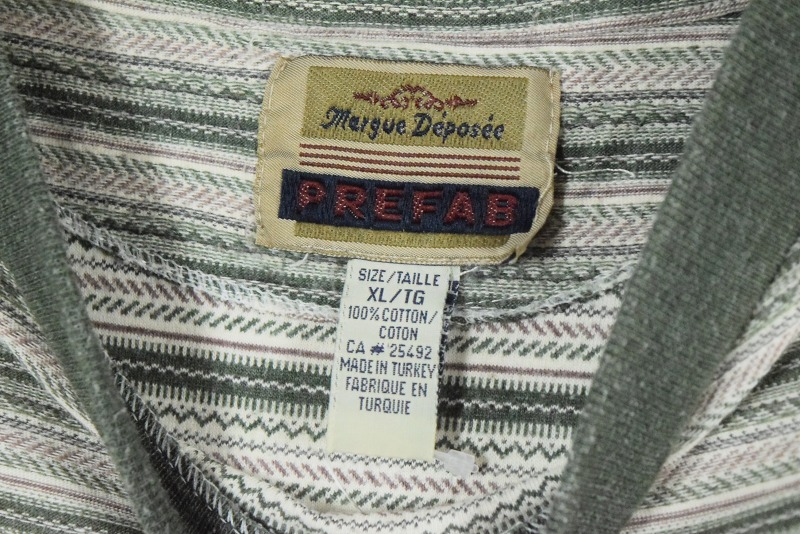 Marque Déposée
PREFAB
SIZE/TAILLE
XL/TG
100% COTTON/
COTON
CA # 25492
MADE IN TURKEY
FABRIQUE EN
TURQUIE